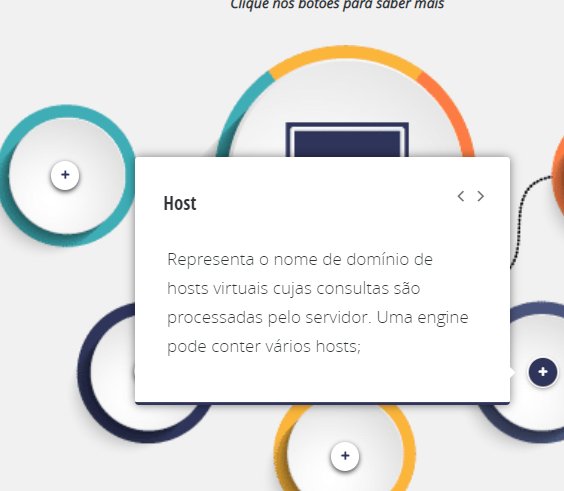 Clique nos botões para saber mais
Host
Representa o nome de domínio de
hosts virtuais cujas consultas são
processadas pelo servidor. Uma engine
pode conter vários hosts;